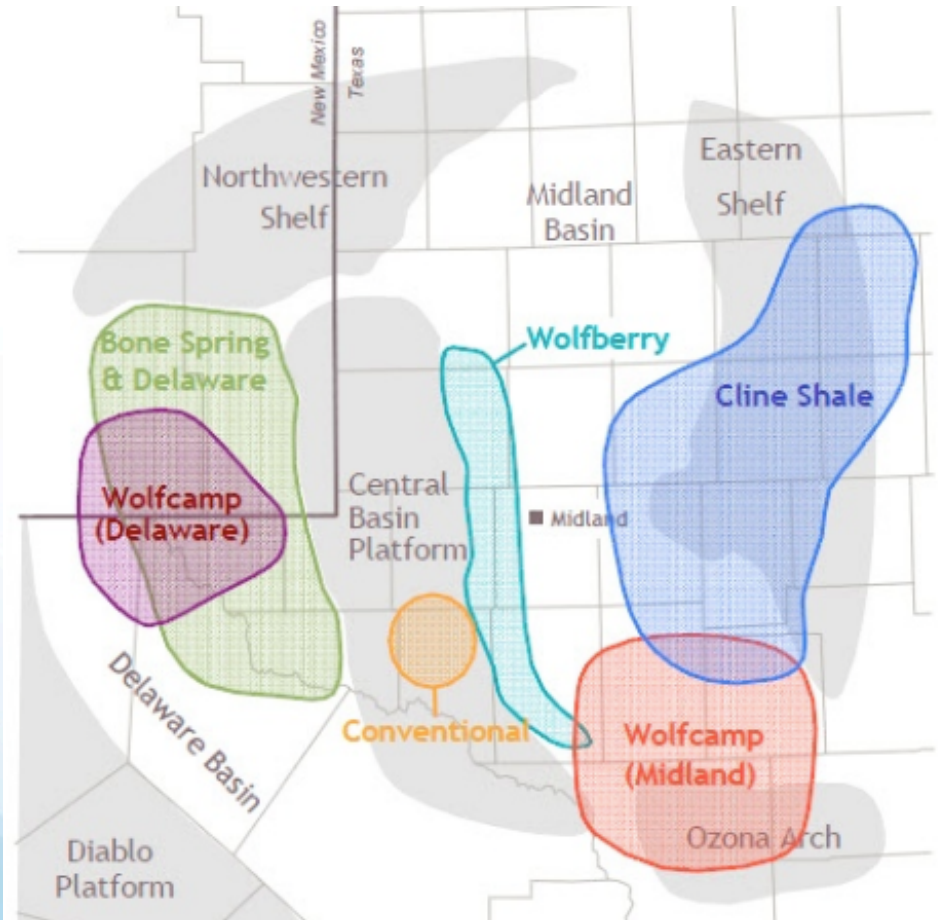 New Mexico
Texas
Northwestern
Shelf
Midland
Basin
Eastern
Shelf
Bone Spring
& Delaware
Wolfberry
Cline Shale
Wolfcamp
(Delaware)
Central
Basin
Platform
Midland
Delaware Basin
Conventional
Wolfcamp
(Midland)
Ozona Arch
Diablo
Platform